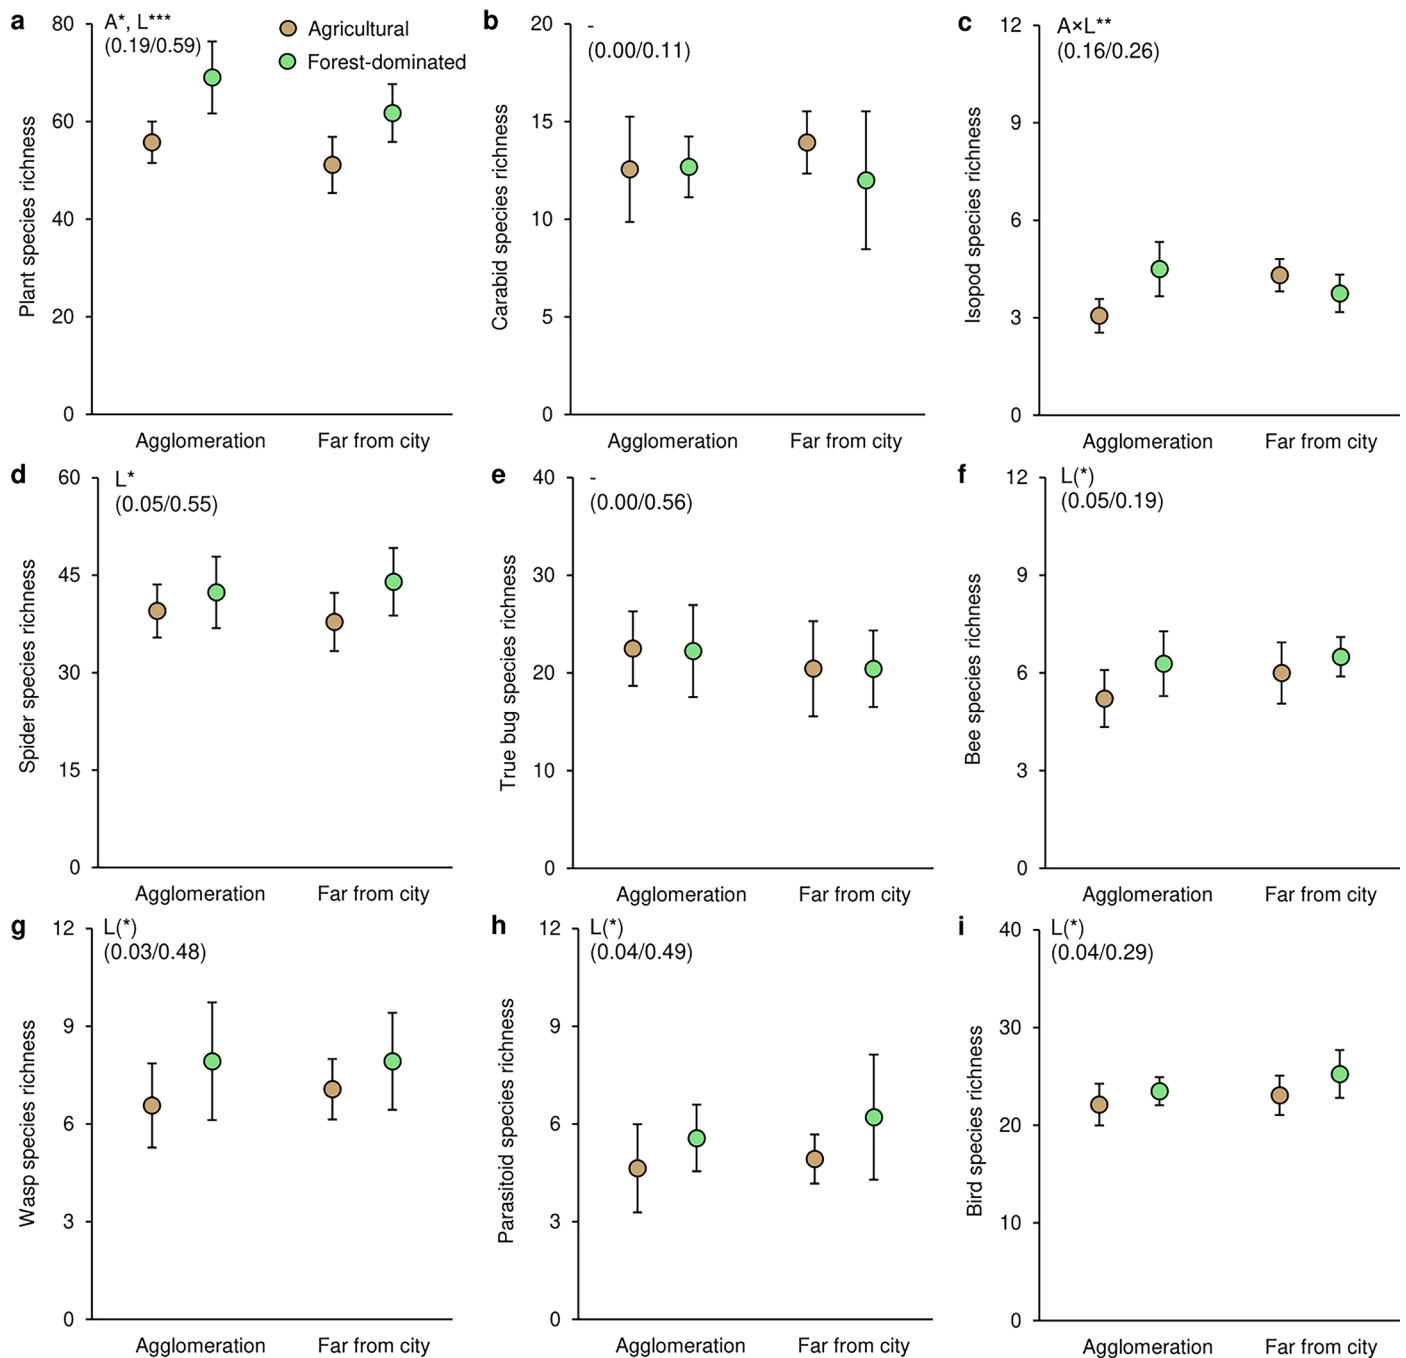 a
A*, L***
(0.19/0.59)
Agricultural
Forest-dominated
Plant species richness
80
60
40
20
0
Agglomeration Far from city
b
-
(0.00/0.11)
Carabid species richness
20
15
10
5
0
Agglomeration Far from city
c
A×L**
(0.16/0.26)
Isopod species richness
12
9
6
3
0
Agglomeration Far from city
d
L*
(0.05/0.55)
Spider species richness
60
45
30
15
0
Agglomeration Far from city
e
-
(0.00/0.56)
True bug species richness
40
30
20
10
0
Agglomeration Far from city
f
L(*)
(0.05/0.19)
Bee species richness
12
9
6
3
0
Agglomeration Far from city
g
L(*)
(0.03/0.48)
Wasp species richness
12
9
6
3
0
Agglomeration Far from city
h
L(*)
(0.04/0.49)
Parasitoid species richness
12
9
6
3
0
Agglomeration Far from city
i
L(*)
(0.04/0.29)
Bird species richness
40
30
20
10
0
Agglomeration Far from city